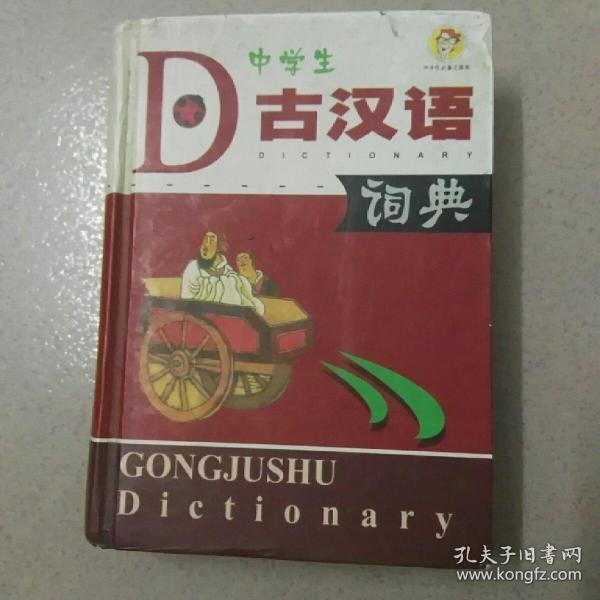 中学生
D
古汉语
DICTIONARY
词典
GONGJUSHU
Dictionary
孔夫子旧书网
www.kongfz.com